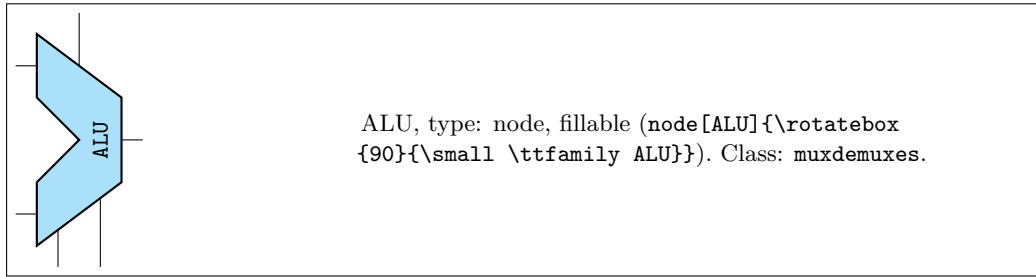 ALU
ALU, type: node, fillable (node[ALU]{\rotatebox
{90}{\small \ttfamily ALU}}). Class: muxdemuxes.